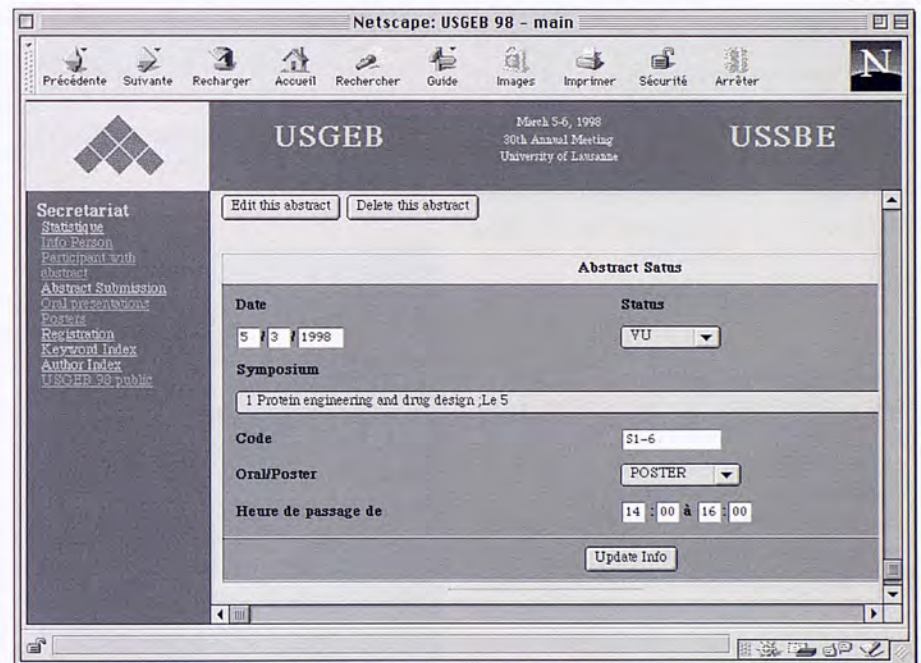 Netscape: USGEB 98 - main
Précédente Suivante Recharger Accueil Rechercher Guide Images Imprimer Sécurité Arrêter
N
USGEB
March 5-6, 1998
30th Annual Meeting
University of Lausanne
USSBE
Secretariat
Statistique
Info Person
Participant with
abstract
Abstract Submission
Oral presentations
Posters
Registration
Keyword Index
Author Index
USGEB 98 public
Edit this abstract Delete this abstract
Abstract Satus
Date Status
5 / 3 / 1998 VU
Symposium
1 Protein engineering and drug design ;Le 5
Code S1-6
Oral/Poster POSTER
Heure de passage de 14 : 00 à 16 : 00
Update Info